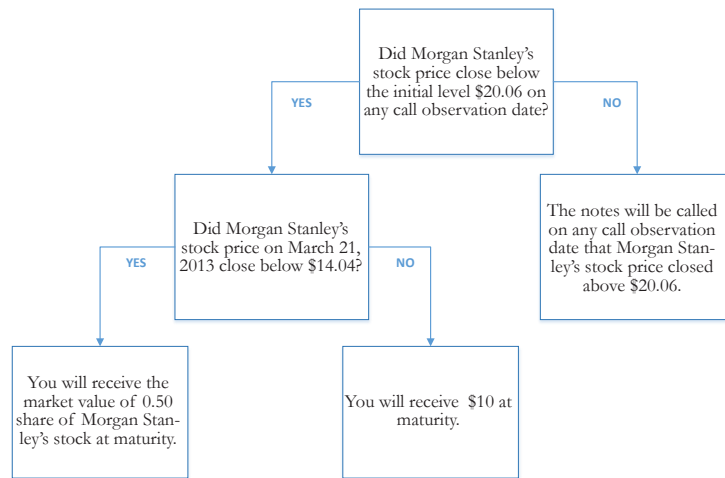 Did Morgan Stanley's
stock price close below
the initial level $20.06 on
any call observation date?
YES
NO
Did Morgan Stanley's
stock price on March 21,
2013 close below $14.04?
The notes will be called
on any call observation
date that Morgan Stan-
ley's stock price closed
above $20.06.
YES
NO
You will receive the
market value of 0.50
share of Morgan Stan-
ley's stock at maturity.
You will receive $10 at
maturity.